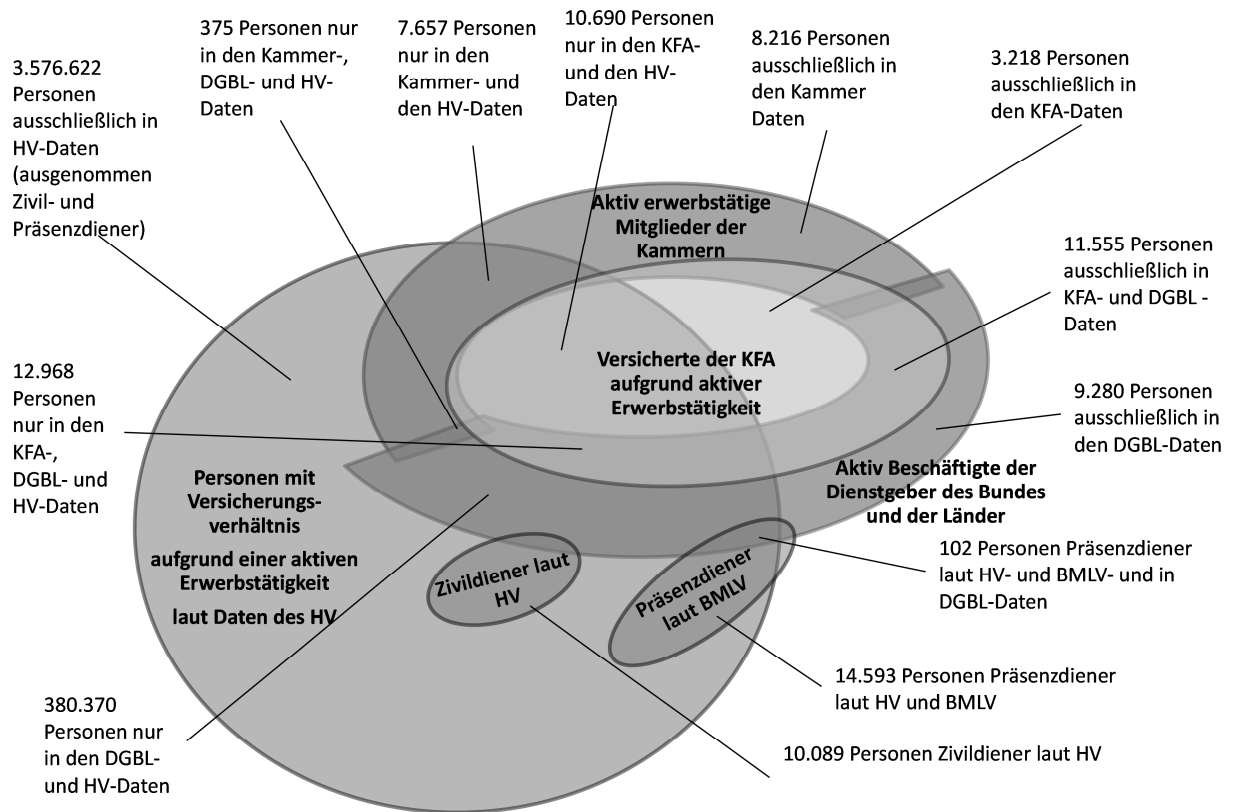 3.576.622
Personen
ausschließlich in
HV-Daten
(ausgenommen
Zivil- und
Präsenzdiener)
375 Personen nur
in den Kammer-,
DGBL- und HV-
Daten
7.657 Personen
nur in den
Kammer- und
den HV-Daten
10.690 Personen
nur in den KFA-
und den HV-
Daten
8.216 Personen
ausschließlich in
den Kammer
Daten
3.218 Personen
ausschließlich in
den KFA-Daten
Aktiv erwerbstätige
Mitglieder der
Kammern
11.555 Personen
ausschließlich in
KFA- und DGBL -
Daten
Versicherte der KFA
aufgrund aktiver
Erwerbstätigkeit
12.968
Personen
nur in den
KFA-,
DGBL- und
HV-Daten
9.280 Personen
ausschließlich in
den DGBL-Daten
Personen mit
Versicherungs-
verhältnis
aufgrund einer aktiven
Erwerbstätigkeit
laut Daten des HV
Aktiv Beschäftigte der
Dienstgeber des Bundes
und der Länder
Zivildiener laut
HV
Präsenzdiener
laut BMLV
102 Personen Präsenzdiener
laut HV- und BMLV- und in
DGBL-Daten
14.593 Personen Präsenzdiener
laut HV und BMLV
10.089 Personen Zivildiener laut HV
380.370
Personen nur
in den DGBL-
und HV-Daten